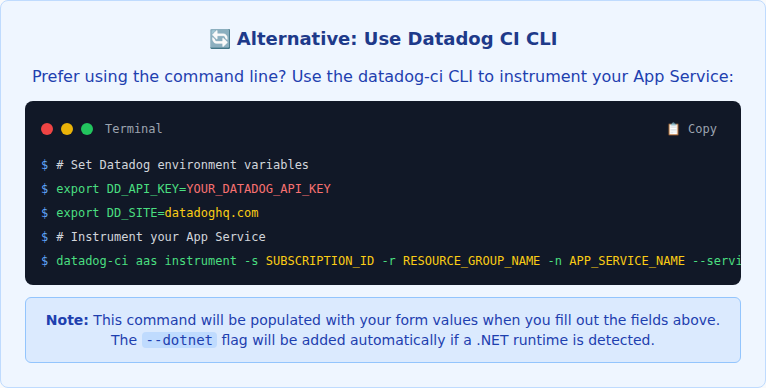 🔄 Alternative: Use Datadog CI CLI
Prefer using the command line? Use the datadog-ci CLI to instrument your App Service:
Terminal
📋 Copy
$ # Set Datadog environment variables
$ export DD_API_KEY=YOUR_DATADOG_API_KEY
$ export DD_SITE=datadoghq.com
$ # Instrument your App Service
$ datadog-ci aas instrument -s SUBSCRIPTION_ID -r RESOURCE_GROUP_NAME -n APP_SERVICE_NAME --servi
Note: This command will be populated with your form values when you fill out the fields above.
The --dotnet flag will be added automatically if a .NET runtime is detected.